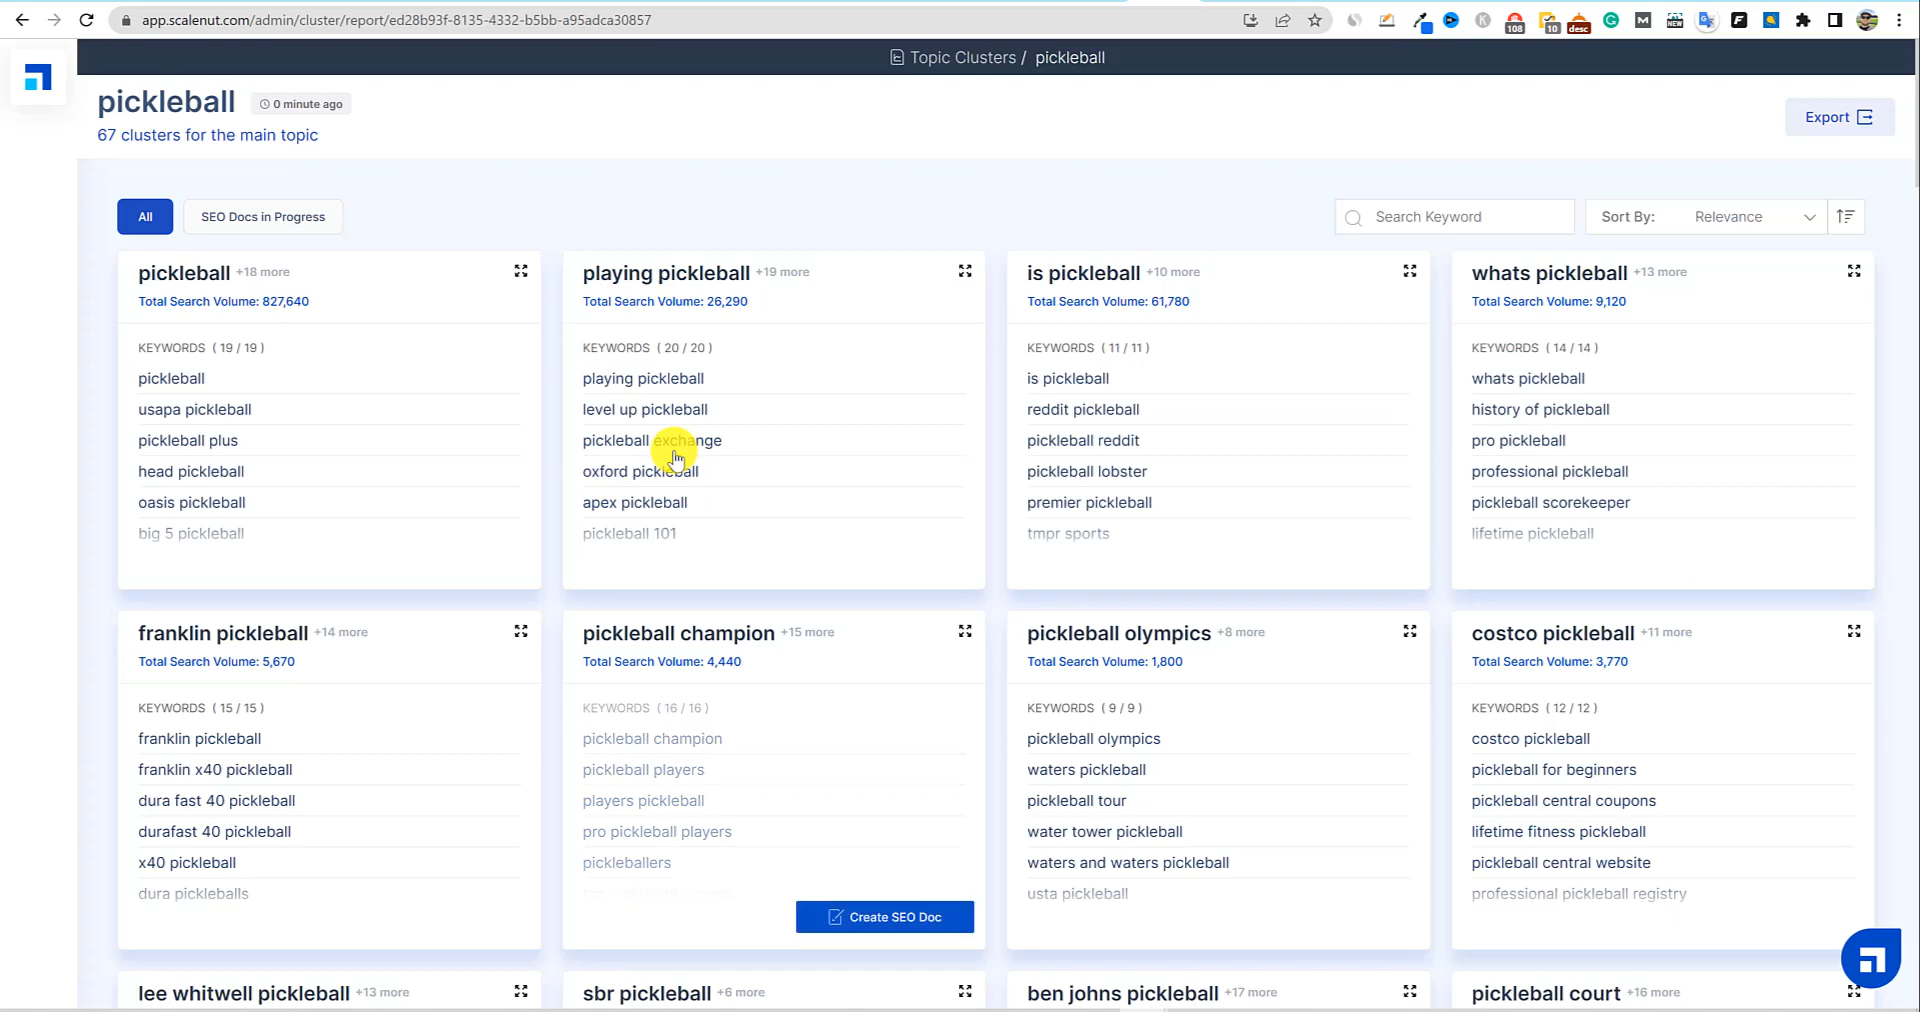 app.scalenut.com/admin/cluster/report/ed28b93f-8135-4332-b5bb-a95adca30857
108
10
desc
NEW
Topic Clusters / pickleball
pickleball 0 minute ago
67 clusters for the main topic
Export
All
SEO Docs in Progress
Search Keyword
Sort By: Relevance
pickleball +18 more
Total Search Volume: 827,640
KEYWORDS ( 19 / 19 )
pickleball
usapa pickleball
pickleball plus
head pickleball
oasis pickleball
big 5 pickleball
playing pickleball +19 more
Total Search Volume: 26,290
KEYWORDS ( 20 / 20 )
playing pickleball
level up pickleball
pickleball exchange
oxford pickleball
apex pickleball
pickleball 101
is pickleball +10 more
Total Search Volume: 61,780
KEYWORDS ( 11 / 11 )
is pickleball
reddit pickleball
pickleball reddit
pickleball lobster
premier pickleball
tmpr sports
whats pickleball +13 more
Total Search Volume: 9,120
KEYWORDS ( 14 / 14 )
whats pickleball
history of pickleball
pro pickleball
professional pickleball
pickleball scorekeeper
lifetime pickleball
franklin pickleball +14 more
Total Search Volume: 5,670
KEYWORDS ( 15 / 15 )
franklin pickleball
franklin x40 pickleball
dura fast 40 pickleball
durafast 40 pickleball
x40 pickleball
dura pickleballs
pickleball champion +15 more
Total Search Volume: 4,440
KEYWORDS ( 16 / 16 )
pickleball champion
pickleball players
players pickleball
pro pickleball players
pickleballers
Create SEO Doc
pickleball olympics +8 more
Total Search Volume: 1,800
KEYWORDS ( 9 / 9 )
pickleball olympics
waters pickleball
pickleball tour
water tower pickleball
waters and waters pickleball
usta pickleball
costco pickleball +11 more
Total Search Volume: 3,770
KEYWORDS ( 12 / 12 )
costco pickleball
pickleball for beginners
pickleball central coupons
lifetime fitness pickleball
pickleball central website
professional pickleball registry
lee whitwell pickleball +13 more
sbr pickleball +6 more
ben johns pickleball +17 more
pickleball court +16 more